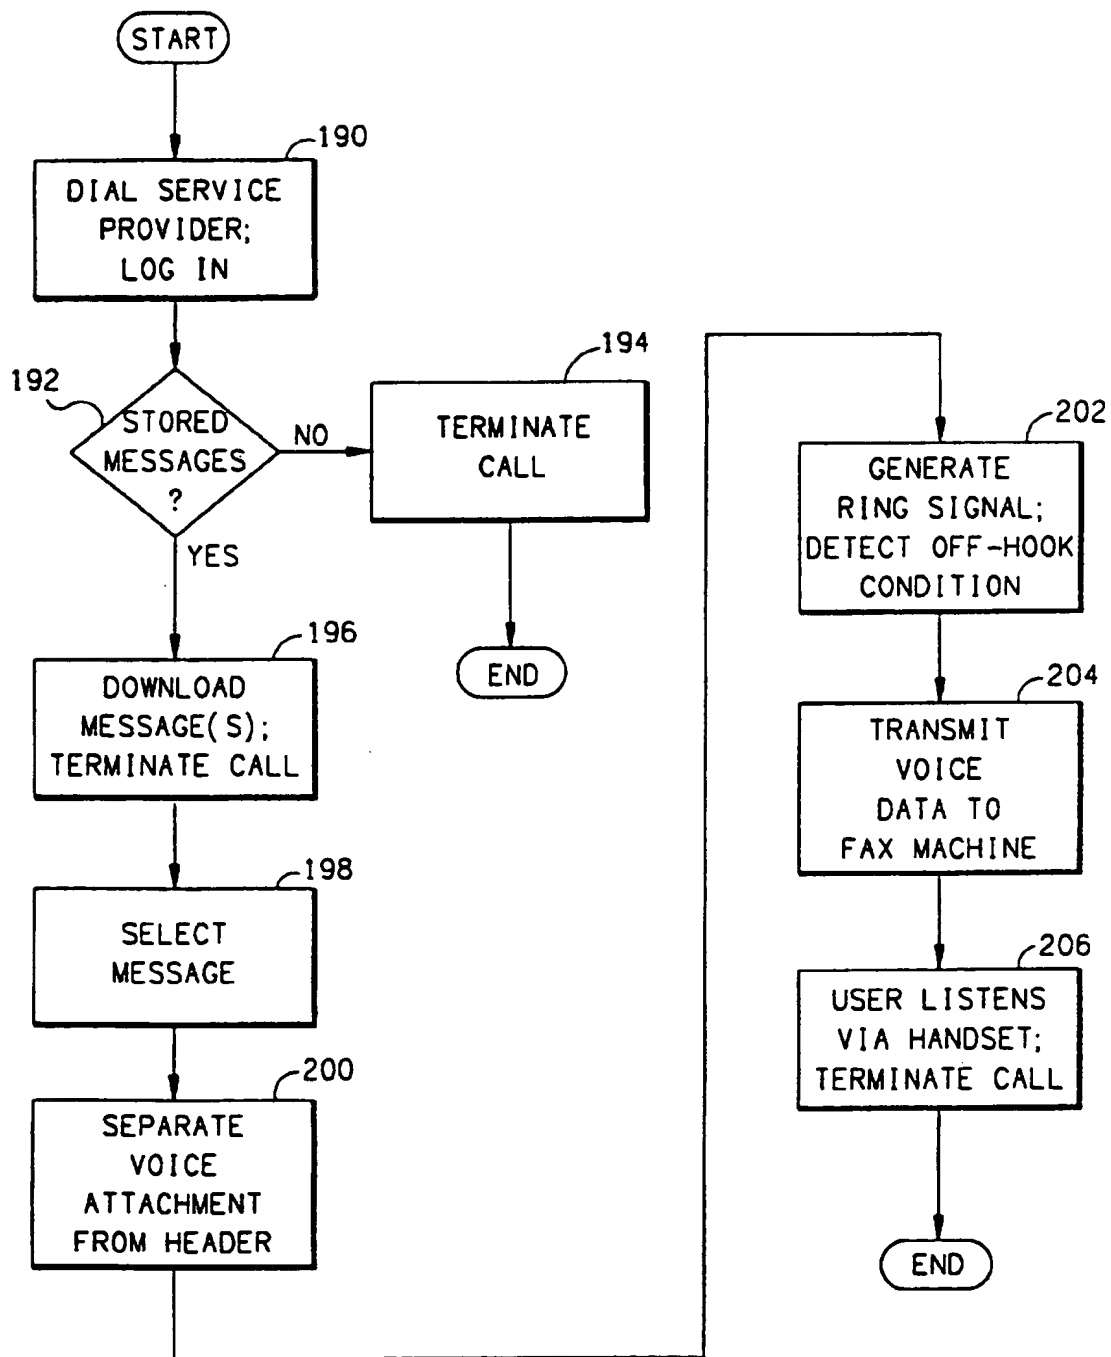 START
190
DIAL SERVICE
PROVIDER;
LOG IN
192
STORED
MESSAGES
?
NO
YES
194
TERMINATE
CALL
END
196
DOWNLOAD
MESSAGE(S);
TERMINATE CALL
198
SELECT
MESSAGE
200
SEPARATE
VOICE
ATTACHMENT
FROM HEADER
202
GENERATE
RING SIGNAL;
DETECT OFF-HOOK
CONDITION
204
TRANSMIT
VOICE
DATA TO
FAX MACHINE
206
USER LISTENS
VIA HANDSET;
TERMINATE CALL
END